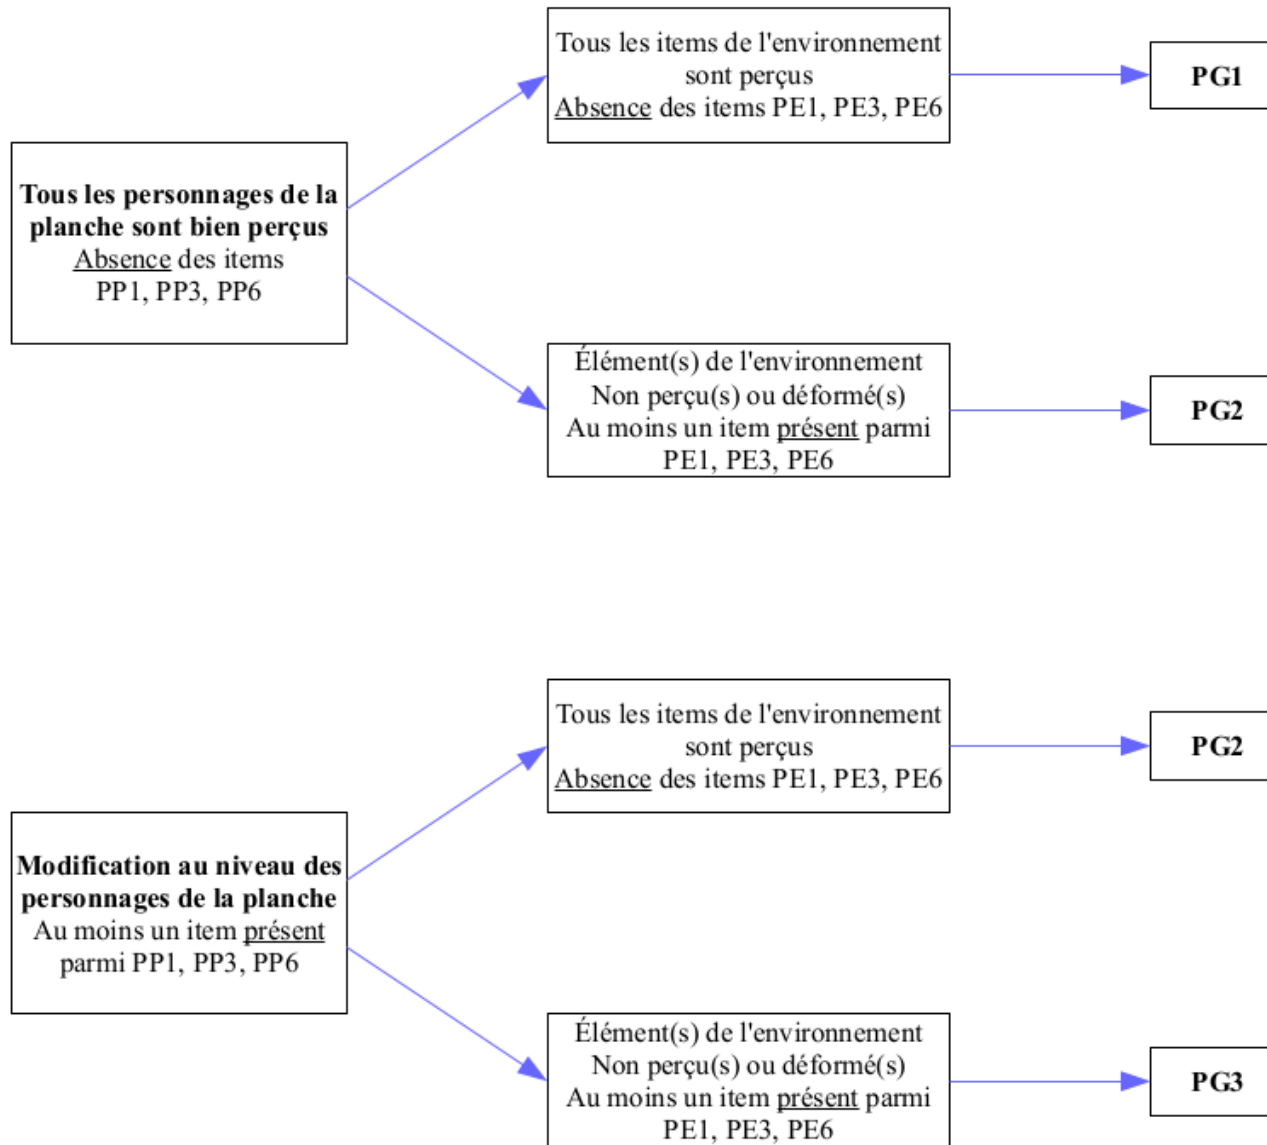 Tous les items de l'environnement
sont perçus
Absence des items PE1, PE3, PE6
PG1
Tous les personnages de la
planche sont bien perçus
Absence des items
PP1, PP3, PP6
Élément(s) de l'environnement
Non perçu(s) ou déformé(s)
Au moins un item présent parmi
PE1, PE3, PE6
PG2
Tous les items de l'environnement
sont perçus
Absence des items PE1, PE3, PE6
PG2
Modification au niveau des
personnages de la planche
Au moins un item présent
parmi PP1, PP3, PP6
Élément(s) de l'environnement
Non perçu(s) ou déformé(s)
Au moins un item présent parmi
PE1, PE3, PE6
PG3